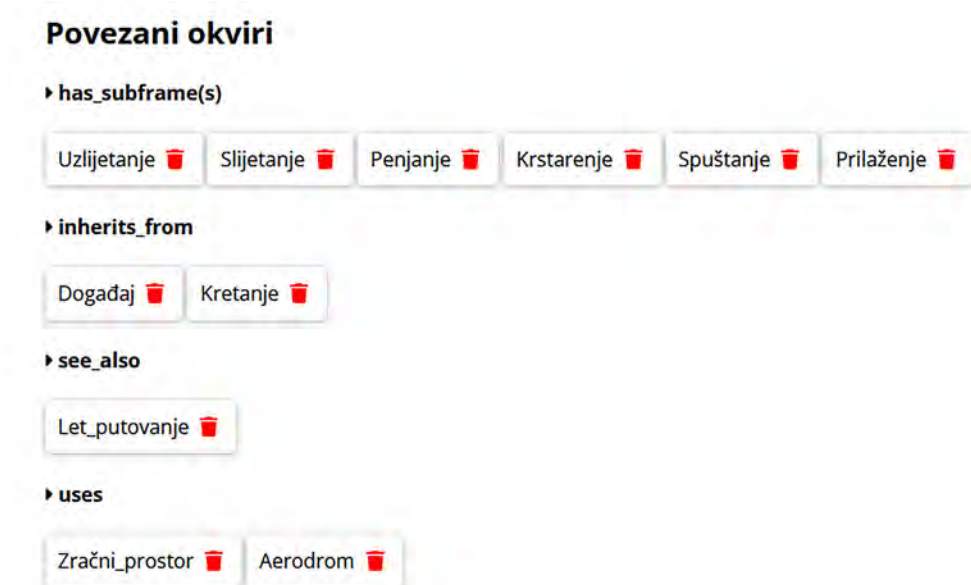 Povezani okviri
has_subframe(s)
Uzlijetanje Slijetanje Penjanje Krstarenje Spuštanje Prilaženje
inherits_from
Događaj Kretanje
see_also
Let_putovanje
uses
Zračni_prostor Aerodrom